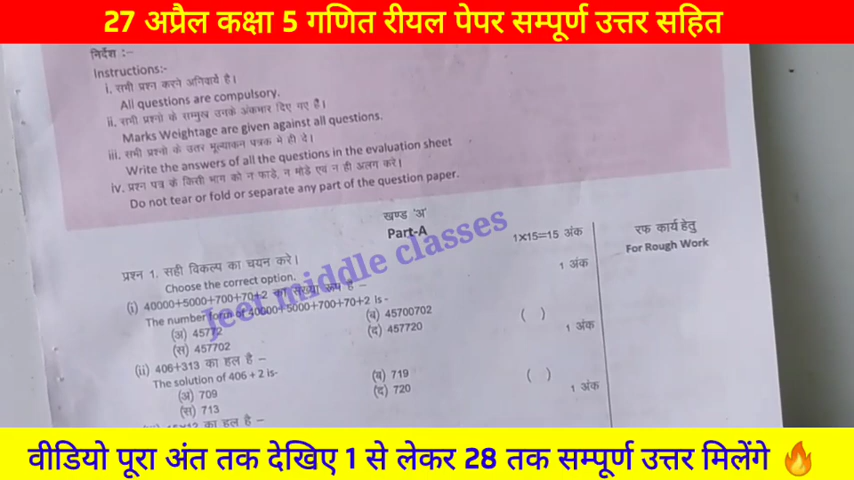 27 अप्रैल कक्षा 5 गणित रीयल पेपर सम्पूर्ण उत्तर सहित
निर्देश :–
Instructions:-
i. सभी प्रश्न करने अनिवार्य है।
All questions are compulsory.
ii. सभी प्रश्नों के सम्मुख उनके अंकभार दिए गए हैं।
Marks Weightage are given against all questions.
iii. सभी प्रश्नों के उत्तर मूल्यांकन पत्रक में ही दे।
Write the answers of all the questions in the evaluation sheet
iv. प्रश्न पत्र के किसी भाग को न फाड़े, न मोड़े एवं न ही अलग करे।
Do not tear or fold or separate any part of the question paper.
खण्ड 'अ'
Part-A
1×15=15 अंक
रफ कार्य हेतु
For Rough Work
Jeet middle classes
प्रश्न 1. सही विकल्प का चयन करे।
Choose the correct option.
1 अंक
(i) 40000+5000+700+70+2 का संख्या रूप है –
The number form of 40000+5000+700+70+2 is -
(अ) 45772 (ब) 45700702 ( )
(स) 457702 (द) 457720 1 अंक
(ii) 406+313 का हल है –
The solution of 406 + 2 is-
(अ) 709 (ब) 719 ( )
(स) 713 (द) 720 1 अंक
15×12 का हल है –
वीडियो पूरा अंत तक देखिए 1 से लेकर 28 तक सम्पूर्ण उत्तर मिलेंगे 🔥